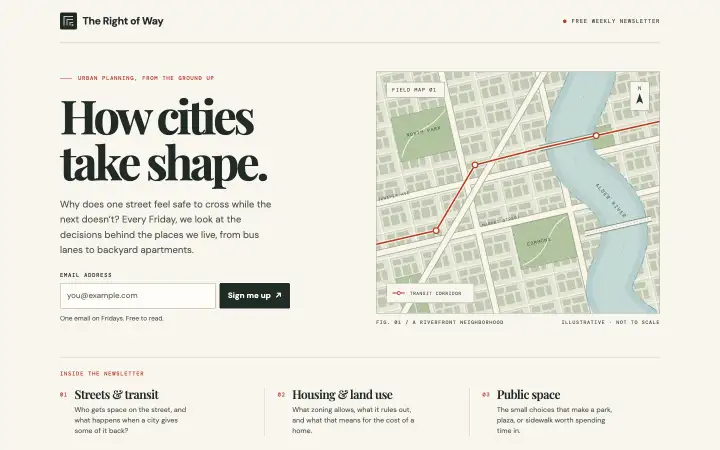 The Right of Way
FREE WEEKLY NEWSLETTER
URBAN PLANNING, FROM THE GROUND UP
How cities
take shape.
Why does one street feel safe to cross while the
next doesn't? Every Friday, we look at the
decisions behind the places we live, from bus
lanes to backyard apartments.
EMAIL ADDRESS
you@example.com
Sign me up ↗
One email on Fridays. Free to read.
FIELD MAP 01
N
NORTH PARK
ALDER RIVER
COMMONS
TRANSIT CORRIDOR
FIG. 01 / A RIVERFRONT NEIGHBORHOOD
ILLUSTRATIVE · NOT TO SCALE
INSIDE THE NEWSLETTER
01 Streets & transit
Who gets space on the street, and
what happens when a city gives
some of it back?
02 Housing & land use
What zoning allows, what it rules out,
and what that means for the cost of a
home.
03 Public space
The small choices that make a park,
plaza, or sidewalk worth spending
time in.